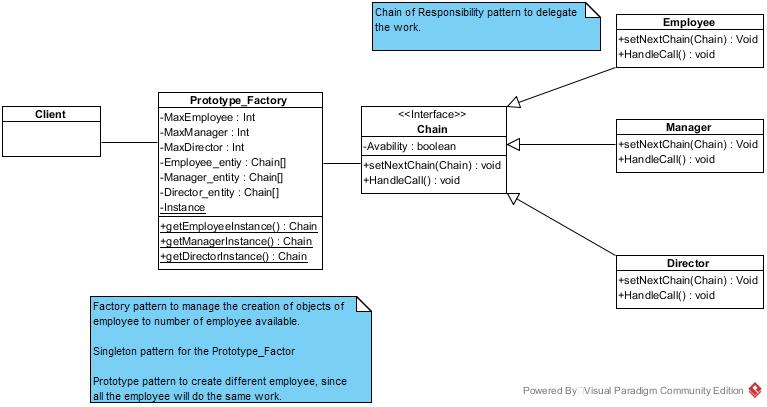 Chain of Responsibility pattern to delegate
the work.
Employee
+setNextChain(Chain) : Void
+HandleCall() : void
Client
Prototype_Factory
-MaxEmployee : Int
-MaxManager : Int
-MaxDirector : Int
-Employee_entiy : Chain[]
-Manager_entity : Chain[]
-Director_entity : Chain[]
-Instance
+getEmployeeInstance() : Chain
+getManagerInstance() : Chain
+getDirectorInstance() : Chain
<<Interface>>
Chain
-Avability : boolean
+setNextChain(Chain) : void
+HandleCall() : void
Manager
+setNextChain(Chain) : Void
+HandleCall() : void
Director
+setNextChain(Chain) : Void
+HandleCall() : void
Factory pattern to manage the creation of objects of
employee to number of employee available.
Singleton pattern for the Prototype_Factor
Prototype pattern to create different employee, since
all the employee will do the same work.
Powered By Visual Paradigm Community Edition